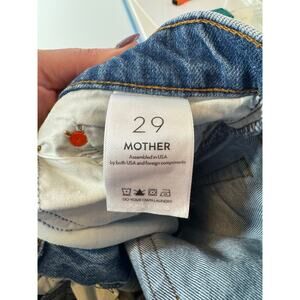 29
MOTHER
Assembled in USA
by both USA and foreign components
DO YOUR OWN LAUNDRY